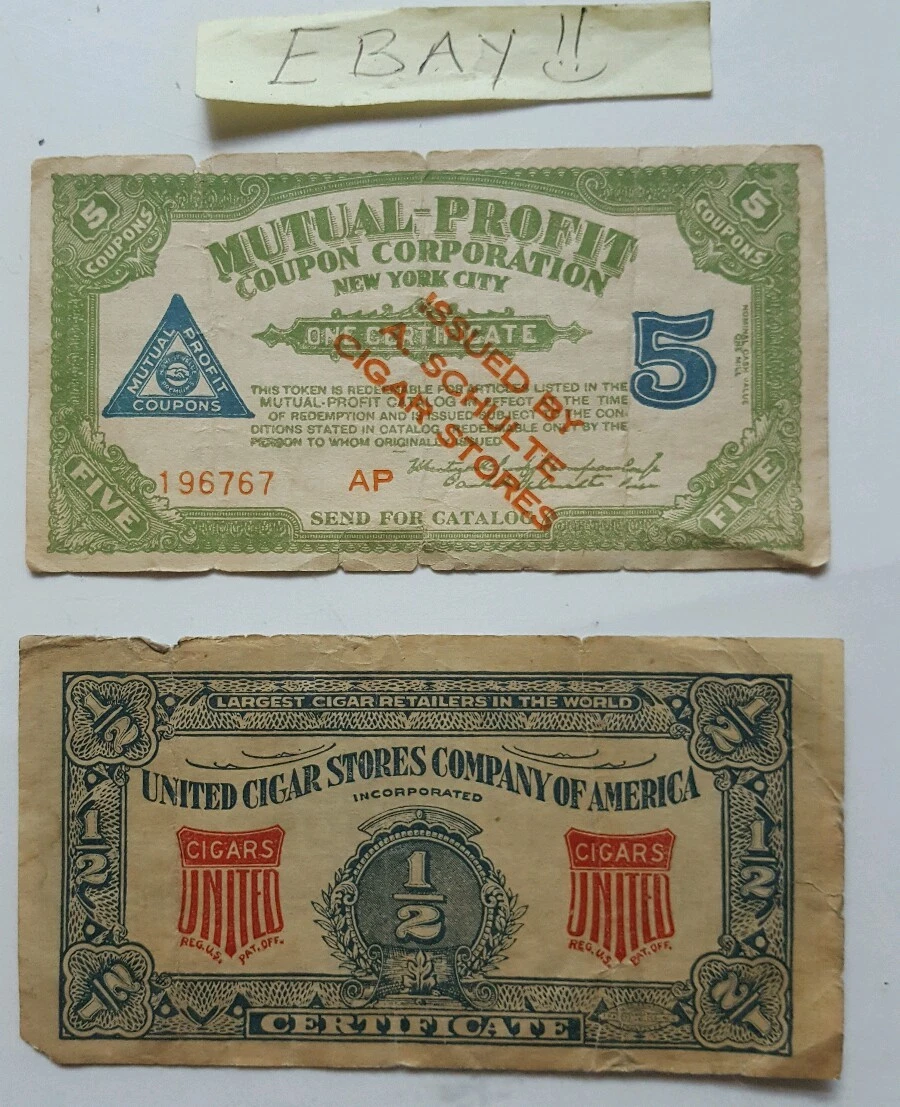 EBAY!!
5
COUPONS
5
COUPONS
MUTUAL-PROFIT
COUPON CORPORATION
NEW YORK CITY
ONE CERTIFICATE
ISSUED BY
A. SCHULTE
CIGAR STORES
MUTUAL PROFIT
COUPONS
5
NOMINAL CASH VALUE
ONE MILL
THIS TOKEN IS REDEEMABLE FOR ARTICLES LISTED IN THE
MUTUAL-PROFIT CATALOG IN EFFECT AT THE TIME
OF REDEMPTION AND IS ISSUED SUBJECT TO THE CON-
DITIONS STATED IN CATALOG. REDEEMABLE ONLY BY THE
PERSON TO WHOM ORIGINALLY ISSUED
196767
AP
FIVE
FIVE
SEND FOR CATALOG
1/2
1/2
LARGEST CIGAR RETAILERS IN THE WORLD
UNITED CIGAR STORES COMPANY OF AMERICA
INCORPORATED
1/2
1/2
CIGARS
UNITED
REG. U.S. PAT. OFF.
1/2
CIGARS
UNITED
REG. U.S. PAT. OFF.
1/2
1/2
CERTIFICATE